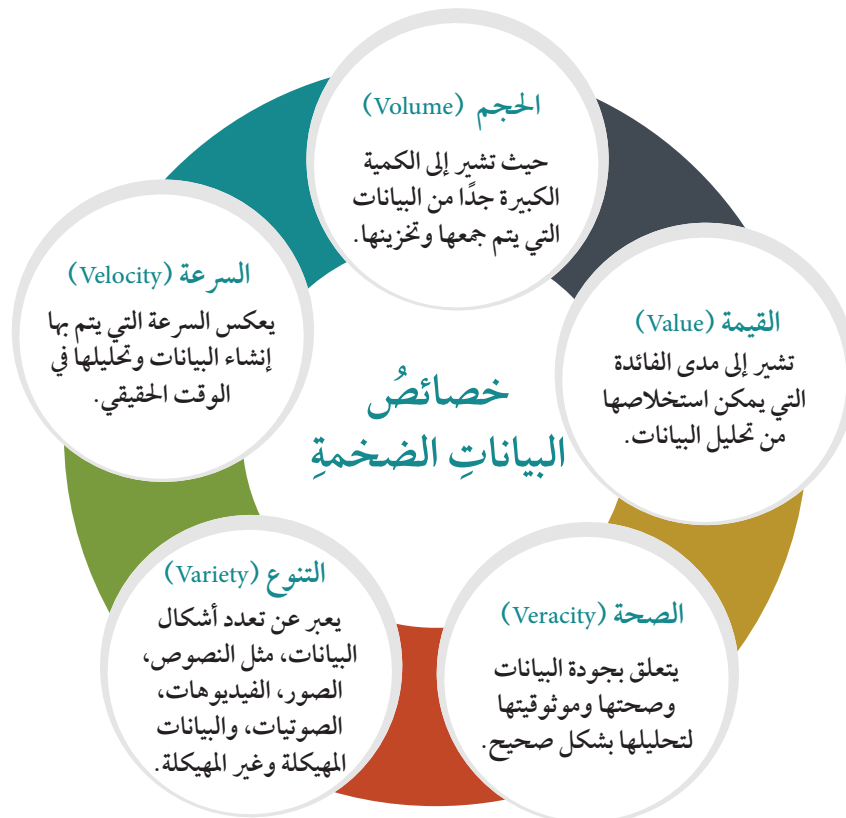 خصائصُ
البياناتِ الضخمةِ
الحجم (Volume)
حيث تشير إلى الكمية
الكبيرة جدًا من البيانات
التي يتم جمعها وتخزينها.
القيمة (Value)
تشير إلى مدى الفائدة
التي يمكن استخلاصها
من تحليل البيانات.
الصحة (Veracity)
يتعلق بجودة البيانات
وصحتها وموثوقيتها
لتحليلها بشكل صحيح.
التنوع (Variety)
يعبر عن تعدد أشكال
البيانات، مثل النصوص،
الصور، الفيديوهات،
الصوتيات، والبيانات
المهيكلة وغير المهيكلة.
السرعة (Velocity)
يعكس السرعة التي يتم بها
إنشاء البيانات وتحليلها في
الوقت الحقيقي.